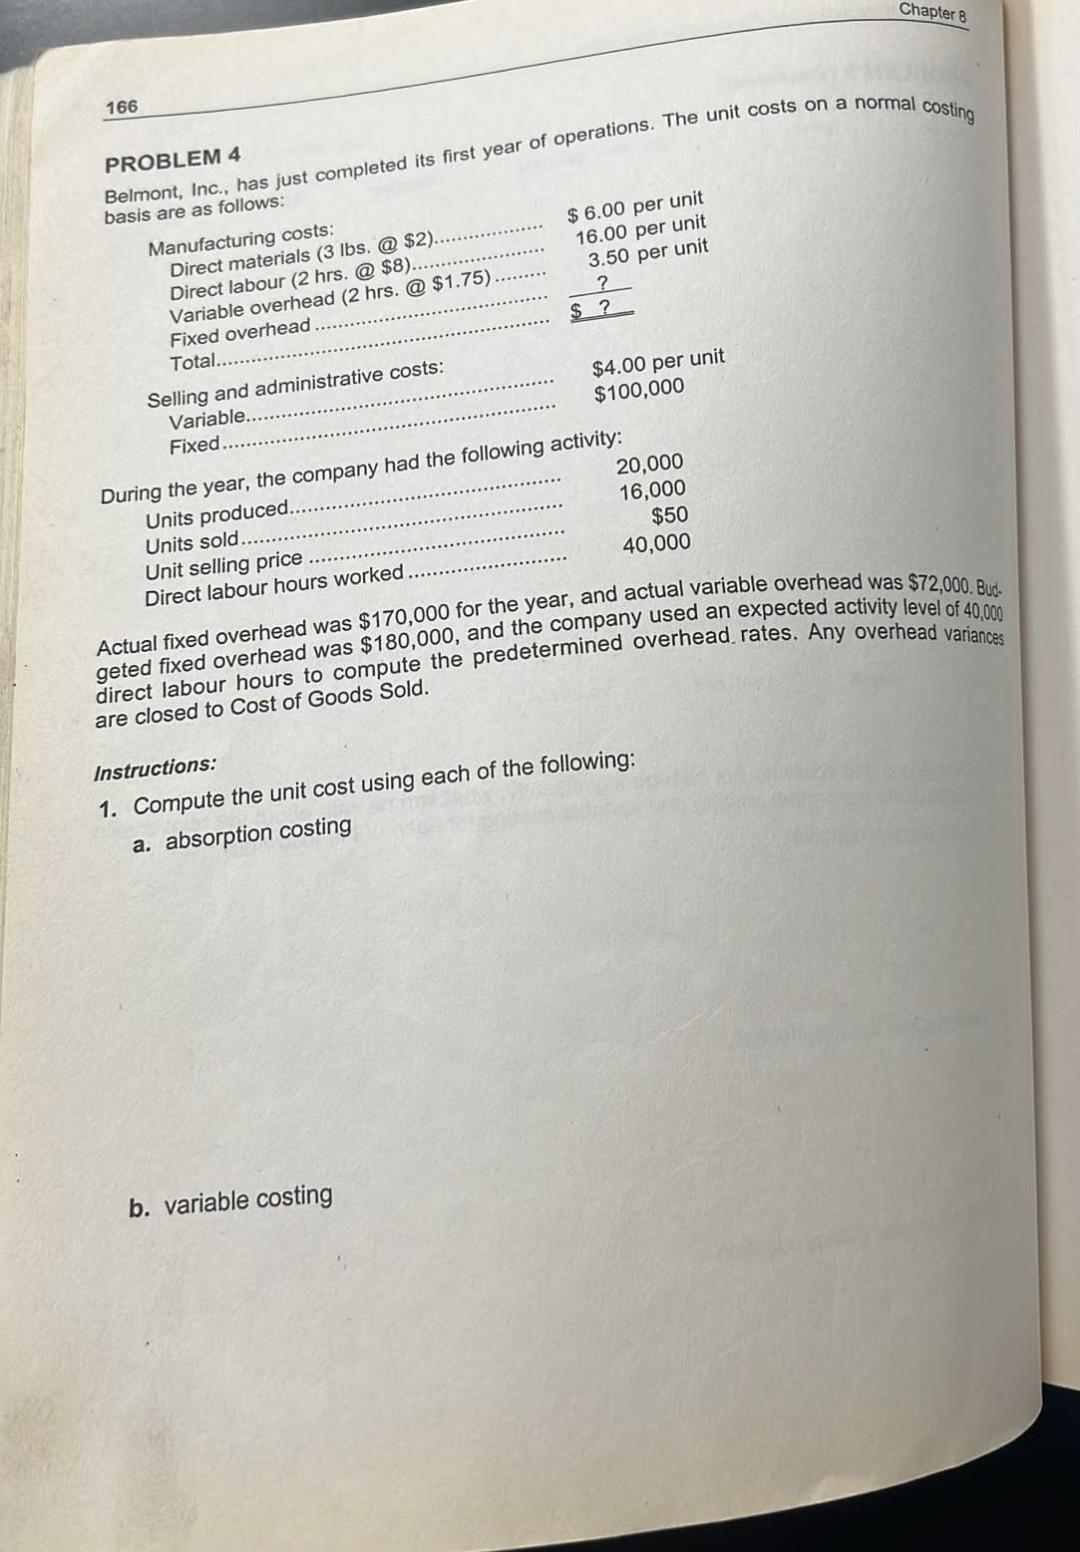 Chapter 8
166
PROBLEM 4
Belmont, Inc., has just completed its first year of operations. The unit costs on a normal costing
basis are as follows:
Manufacturing costs:
Direct materials (3 lbs. @ $2)..................... $ 6.00 per unit
Direct labour (2 hrs. @ $8)......................... 16.00 per unit
Variable overhead (2 hrs. @ $1.75).......... 3.50 per unit
Fixed overhead ............................................ ?
Total.............................................................. $ ?
Selling and administrative costs:
Variable......................................................... $4.00 per unit
Fixed............................................................. $100,000
During the year, the company had the following activity:
Units produced.................................................. 20,000
Units sold........................................................... 16,000
Unit selling price ............................................... $50
Direct labour hours worked ............................ 40,000
Actual fixed overhead was $170,000 for the year, and actual variable overhead was $72,000. Bud-
geted fixed overhead was $180,000, and the company used an expected activity level of 40,000
direct labour hours to compute the predetermined overhead rates. Any overhead variances
are closed to Cost of Goods Sold.
Instructions:
1. Compute the unit cost using each of the following:
a. absorption costing
b. variable costing